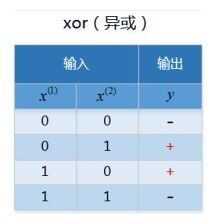 xor（异或）
输入 输出
x⁽¹⁾ x⁽²⁾ y
0 0 -
0 1 +
1 0 +
1 1 -